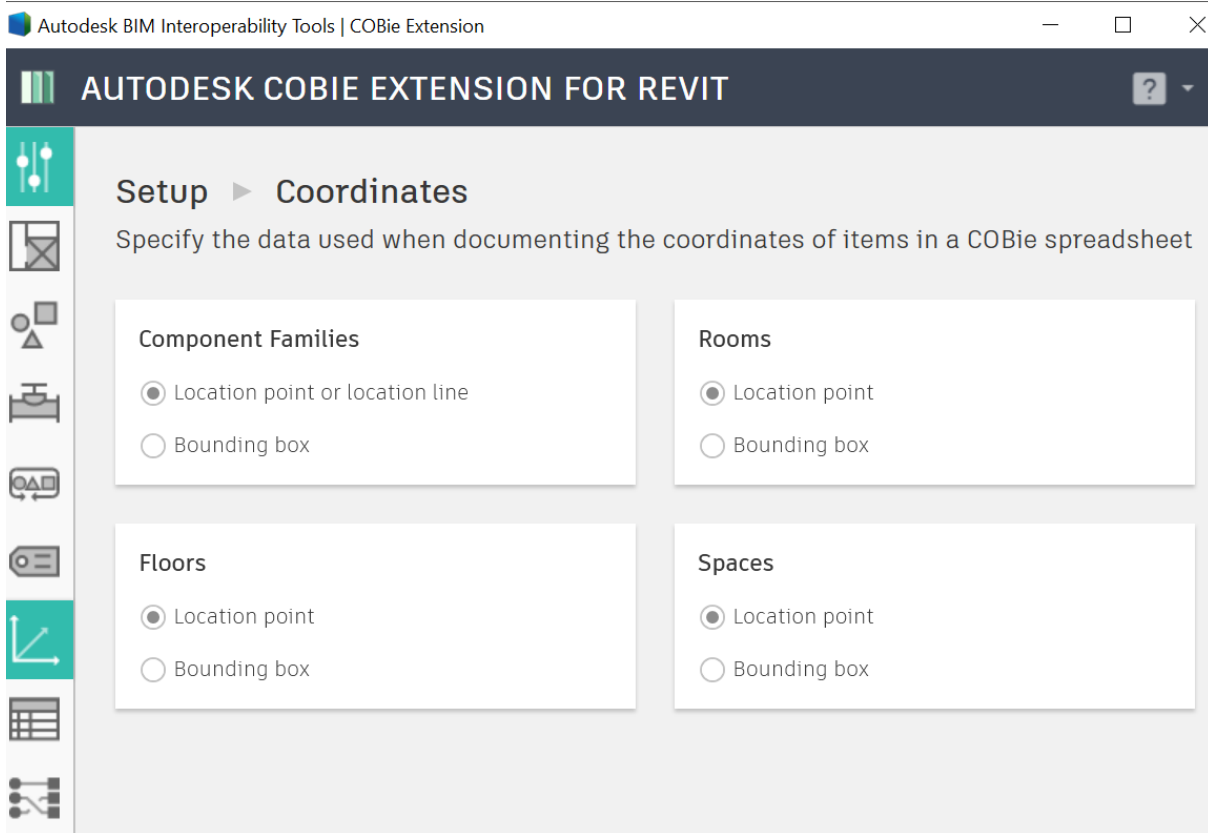 Autodesk BIM Interoperability Tools | COBie Extension
AUTODESK COBIE EXTENSION FOR REVIT
?
Setup ► Coordinates
Specify the data used when documenting the coordinates of items in a COBie spreadsheet
Component Families
Location point or location line
Bounding box
Rooms
Location point
Bounding box
Floors
Location point
Bounding box
Spaces
Location point
Bounding box